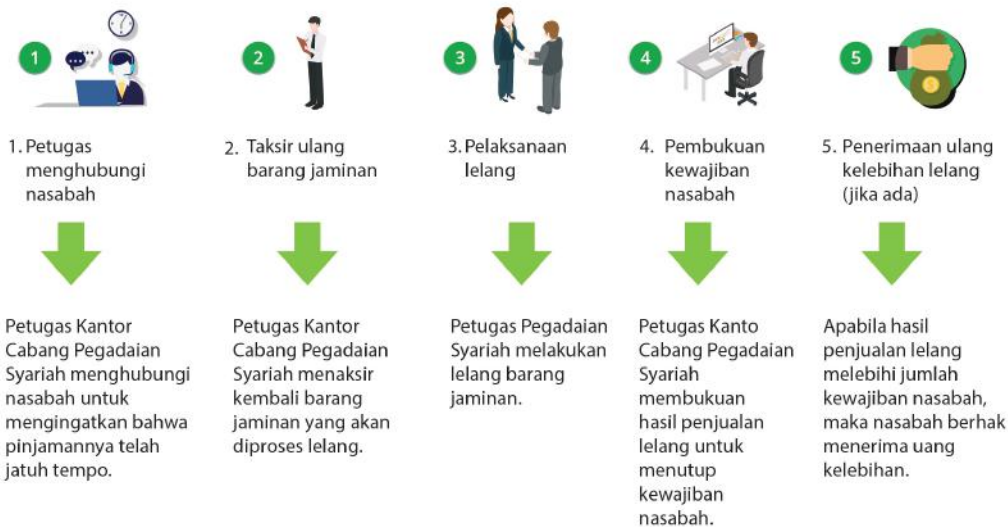 1
2
3
4
5
1. Petugas
menghubungi
nasabah
2. Taksir ulang
barang jaminan
3. Pelaksanaan
lelang
4. Pembukuan
kewajiban
nasabah
5. Penerimaan ulang
kelebihan lelang
(jika ada)
Petugas Kantor
Cabang Pegadaian
Syariah menghubungi
nasabah untuk
mengingatkan bahwa
pinjamannya telah
jatuh tempo.
Petugas Kantor
Cabang Pegadaian
Syariah menaksir
kembali barang
jaminan yang akan
diproses lelang.
Petugas Pegadaian
Syariah melakukan
lelang barang
jaminan.
Petugas Kanto
Cabang Pegadaian
Syariah
membukuan
hasil penjualan
lelang untuk
menutup
kewajiban
nasabah.
Apabila hasil
penjualan lelang
melebihi jumlah
kewajiban nasabah,
maka nasabah berhak
menerima uang
kelebihan.